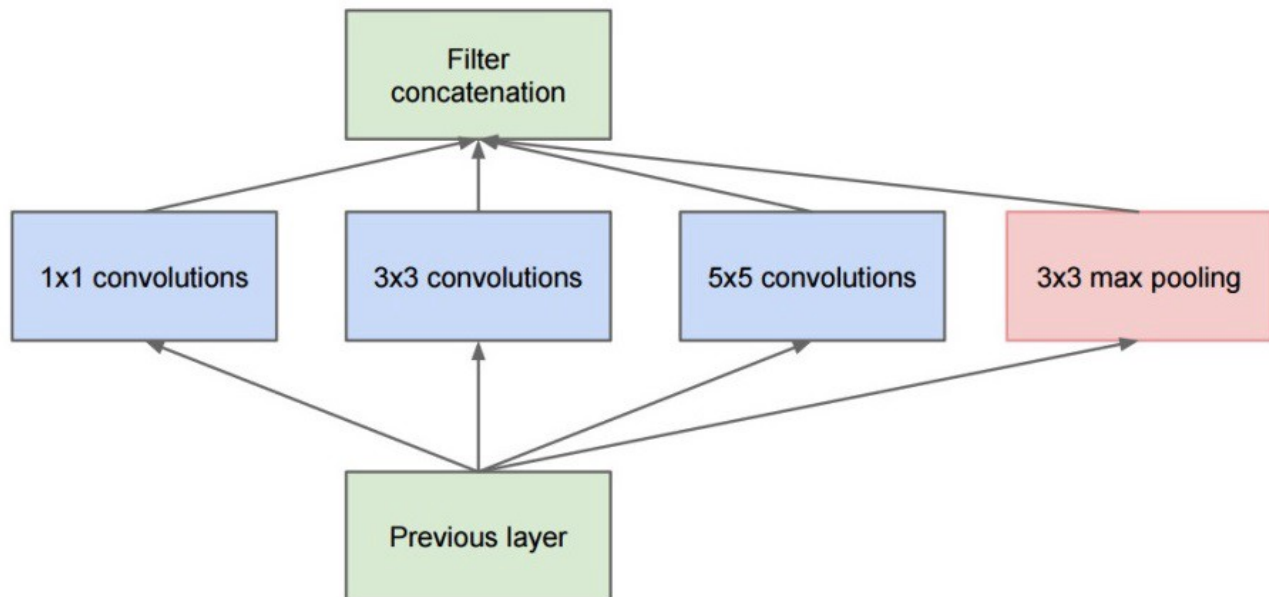 Filter
concatenation
1x1 convolutions
3x3 convolutions
5x5 convolutions
3x3 max pooling
Previous layer